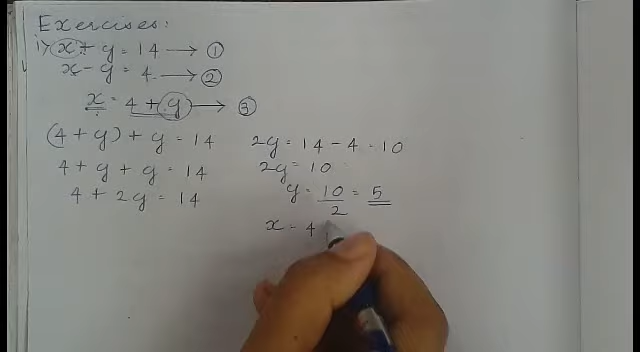 Exercises:
i) x + y = 14 → ①
x - y = 4 → ②
x = 4 + y → ③
(4 + y) + y = 14
4 + y + y = 14
4 + 2y = 14
2y = 14 - 4 = 10
2y = 10
y = 10/2 = 5
x = 4